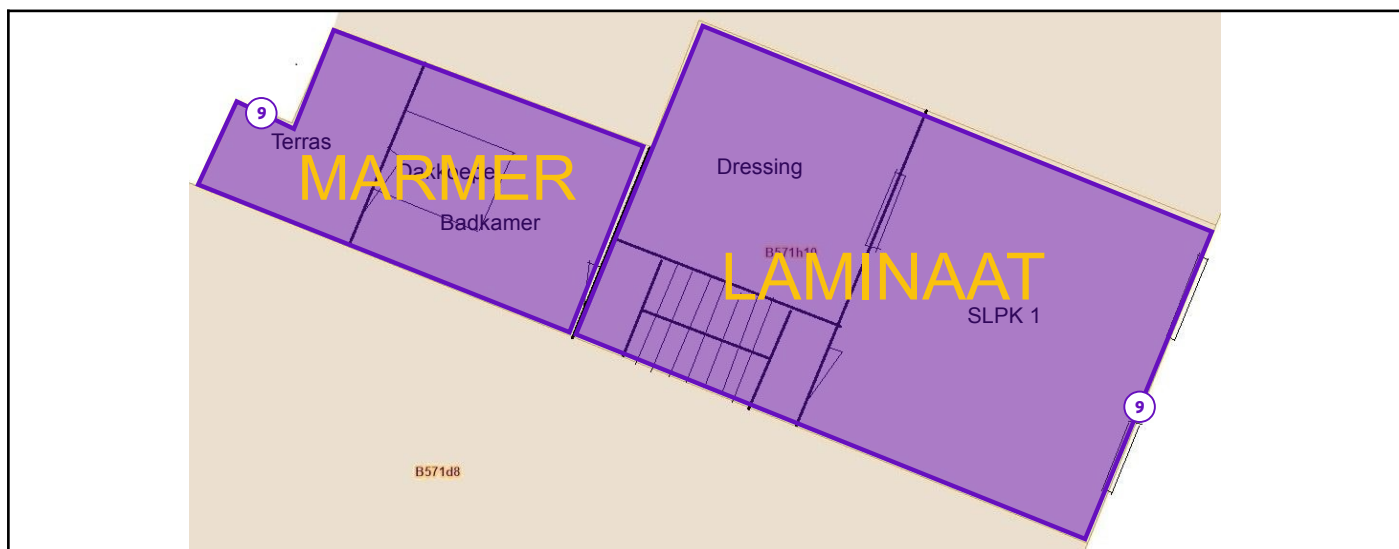 9
Terras
MARMER
Dakkoepel
Badkamer
Dressing
B571h10
LAMINAAT
SLPK 1
9
B571d8